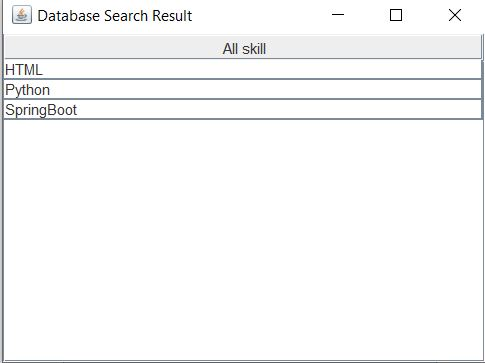 Database Search Result
All skill
HTML
Python
SpringBoot